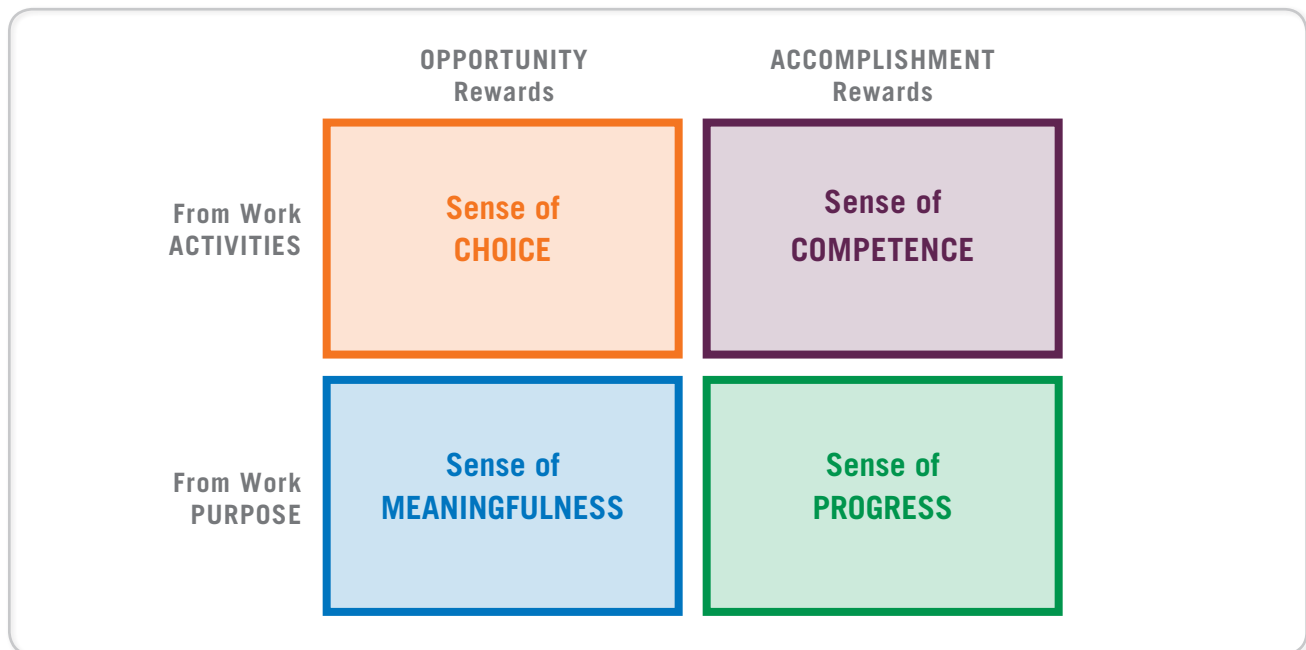 OPPORTUNITY
Rewards
ACCOMPLISHMENT
Rewards
From Work
ACTIVITIES
Sense of
CHOICE
Sense of
COMPETENCE
From Work
PURPOSE
Sense of
MEANINGFULNESS
Sense of
PROGRESS